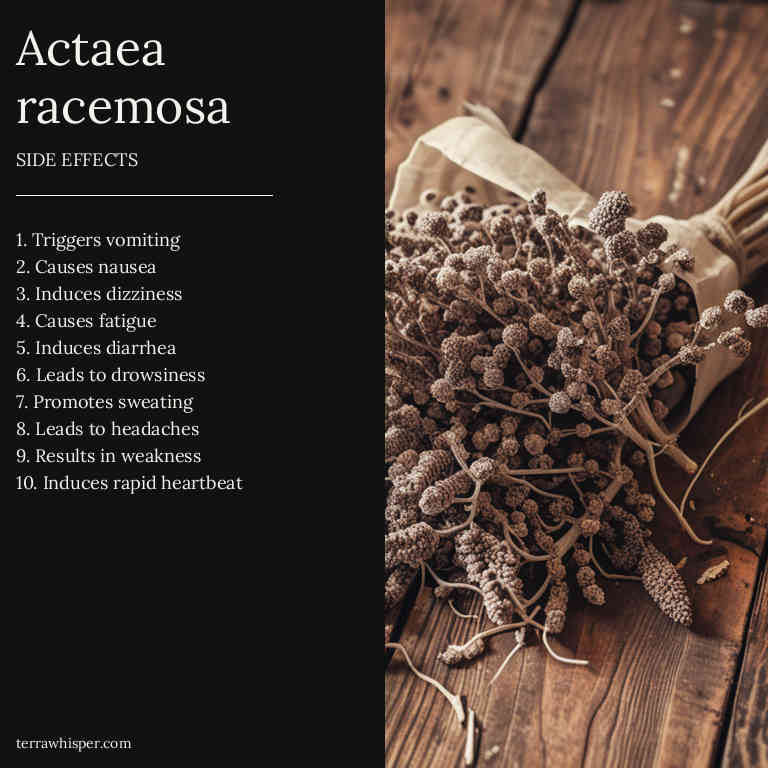 Actaea
racemosa
SIDE EFFECTS
1. Triggers vomiting
2. Causes nausea
3. Induces dizziness
4. Causes fatigue
5. Induces diarrhea
6. Leads to drowsiness
7. Promotes sweating
8. Leads to headaches
9. Results in weakness
10. Induces rapid heartbeat
terrawhisper.com